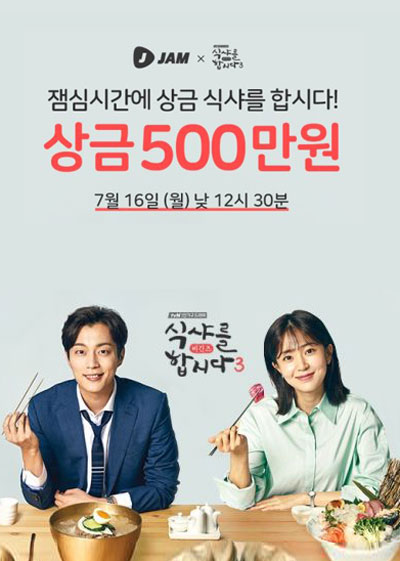 JAM × 식샤를 합시다3
잼심시간에 상금 식샤를 합시다!
상금 500만원
7월 16일 (월) 낮 12시 30분
식샤를
비긴즈
합시다3